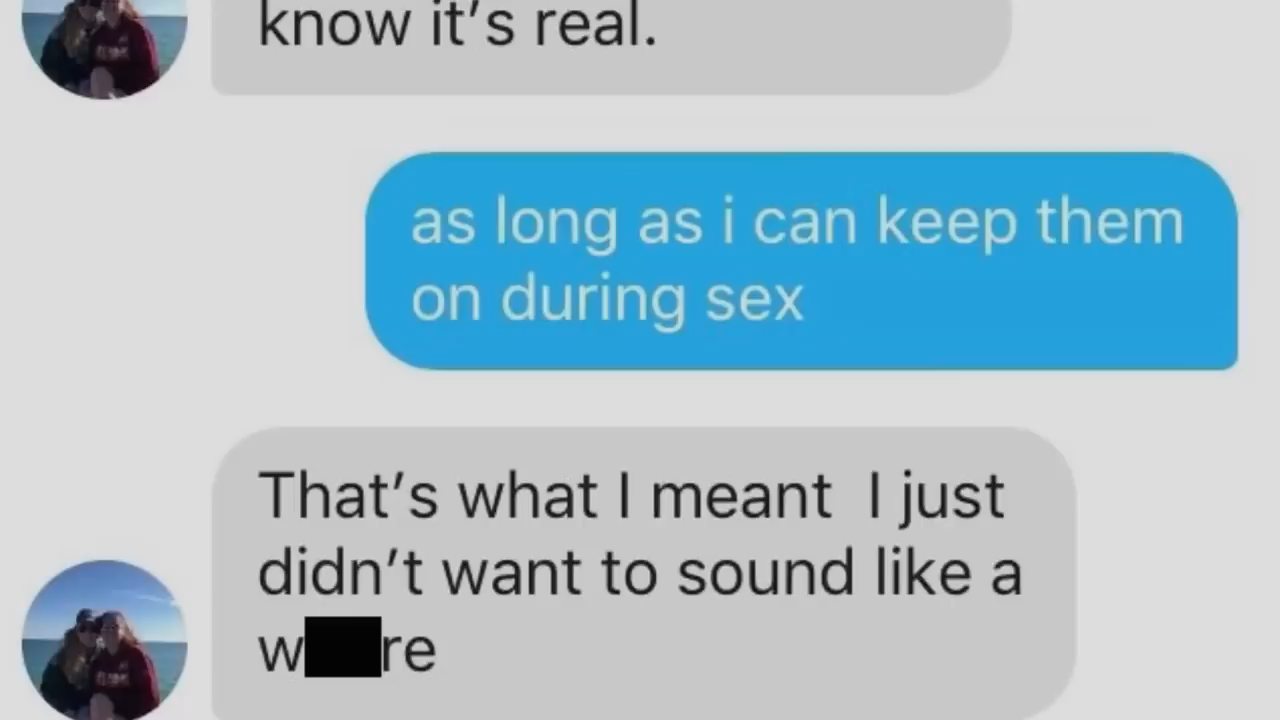 know it's real.
as long as i can keep them
on during sex
That's what I meant  I just
didn't want to sound like a
w re